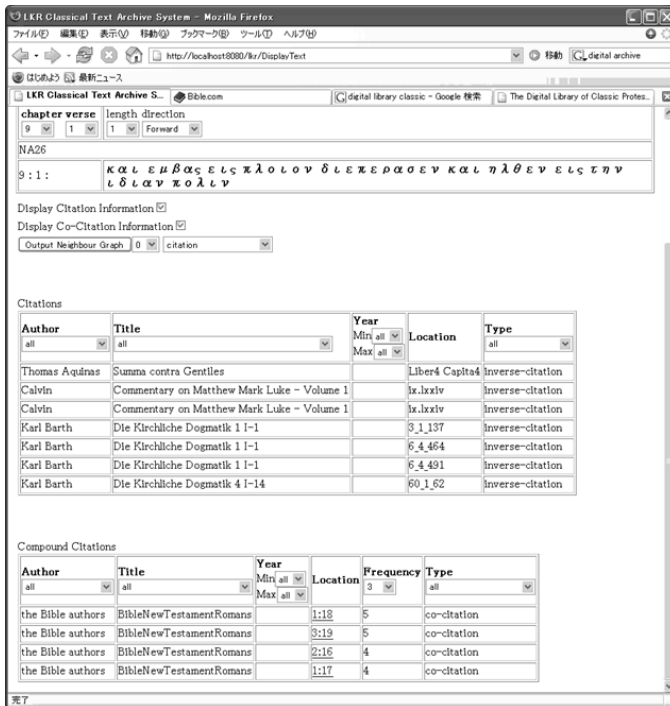 LKR Classical Text Archive System - Mozilla Firefox
ファイル(F) 編集(E) 表示(V) 移動(G) ブックマーク(B) ツール(T) ヘルプ(H)
http://localhost:8080/lkr/DisplayText 移動 digital archive
はじめよう 最新ニュース
LKR Classical Text Archive S... Bible.com digital library classic - Google 検索 The Digital Library of Classic Protes...
chapter verse length direction
9 1 1 Forward
NA26
9:1: και εμβας εις πλοιον διεπερασεν και ηλθεν εις την
ιδιαν πολιν
Display Citation Information
Display Co-Citation Information
Output Neighbour Graph 0 citation
Citations
Author Title Year Location Type
all all Min all Max all all
Thomas Aquinas Summa contra Gentiles Liber4 Capita4 inverse-citation
Calvin Commentary on Matthew Mark Luke - Volume 1 ix.lxxiv inverse-citation
Calvin Commentary on Matthew Mark Luke - Volume 1 ix.lxxiv inverse-citation
Karl Barth Die Kirchliche Dogmatik 1 I-1 3_1_137 inverse-citation
Karl Barth Die Kirchliche Dogmatik 1 I-1 6_4_464 inverse-citation
Karl Barth Die Kirchliche Dogmatik 1 I-1 6_4_491 inverse-citation
Karl Barth Die Kirchliche Dogmatik 4 I-14 60_1_62 inverse-citation
Compound Citations
Author Title Year Location Frequency Type
all all Min all Max all 3 all
the Bible authors BibleNewTestamentRomans 1:18 5 co-citation
the Bible authors BibleNewTestamentRomans 3:19 5 co-citation
the Bible authors BibleNewTestamentRomans 2:16 4 co-citation
the Bible authors BibleNewTestamentRomans 1:17 4 co-citation
完了